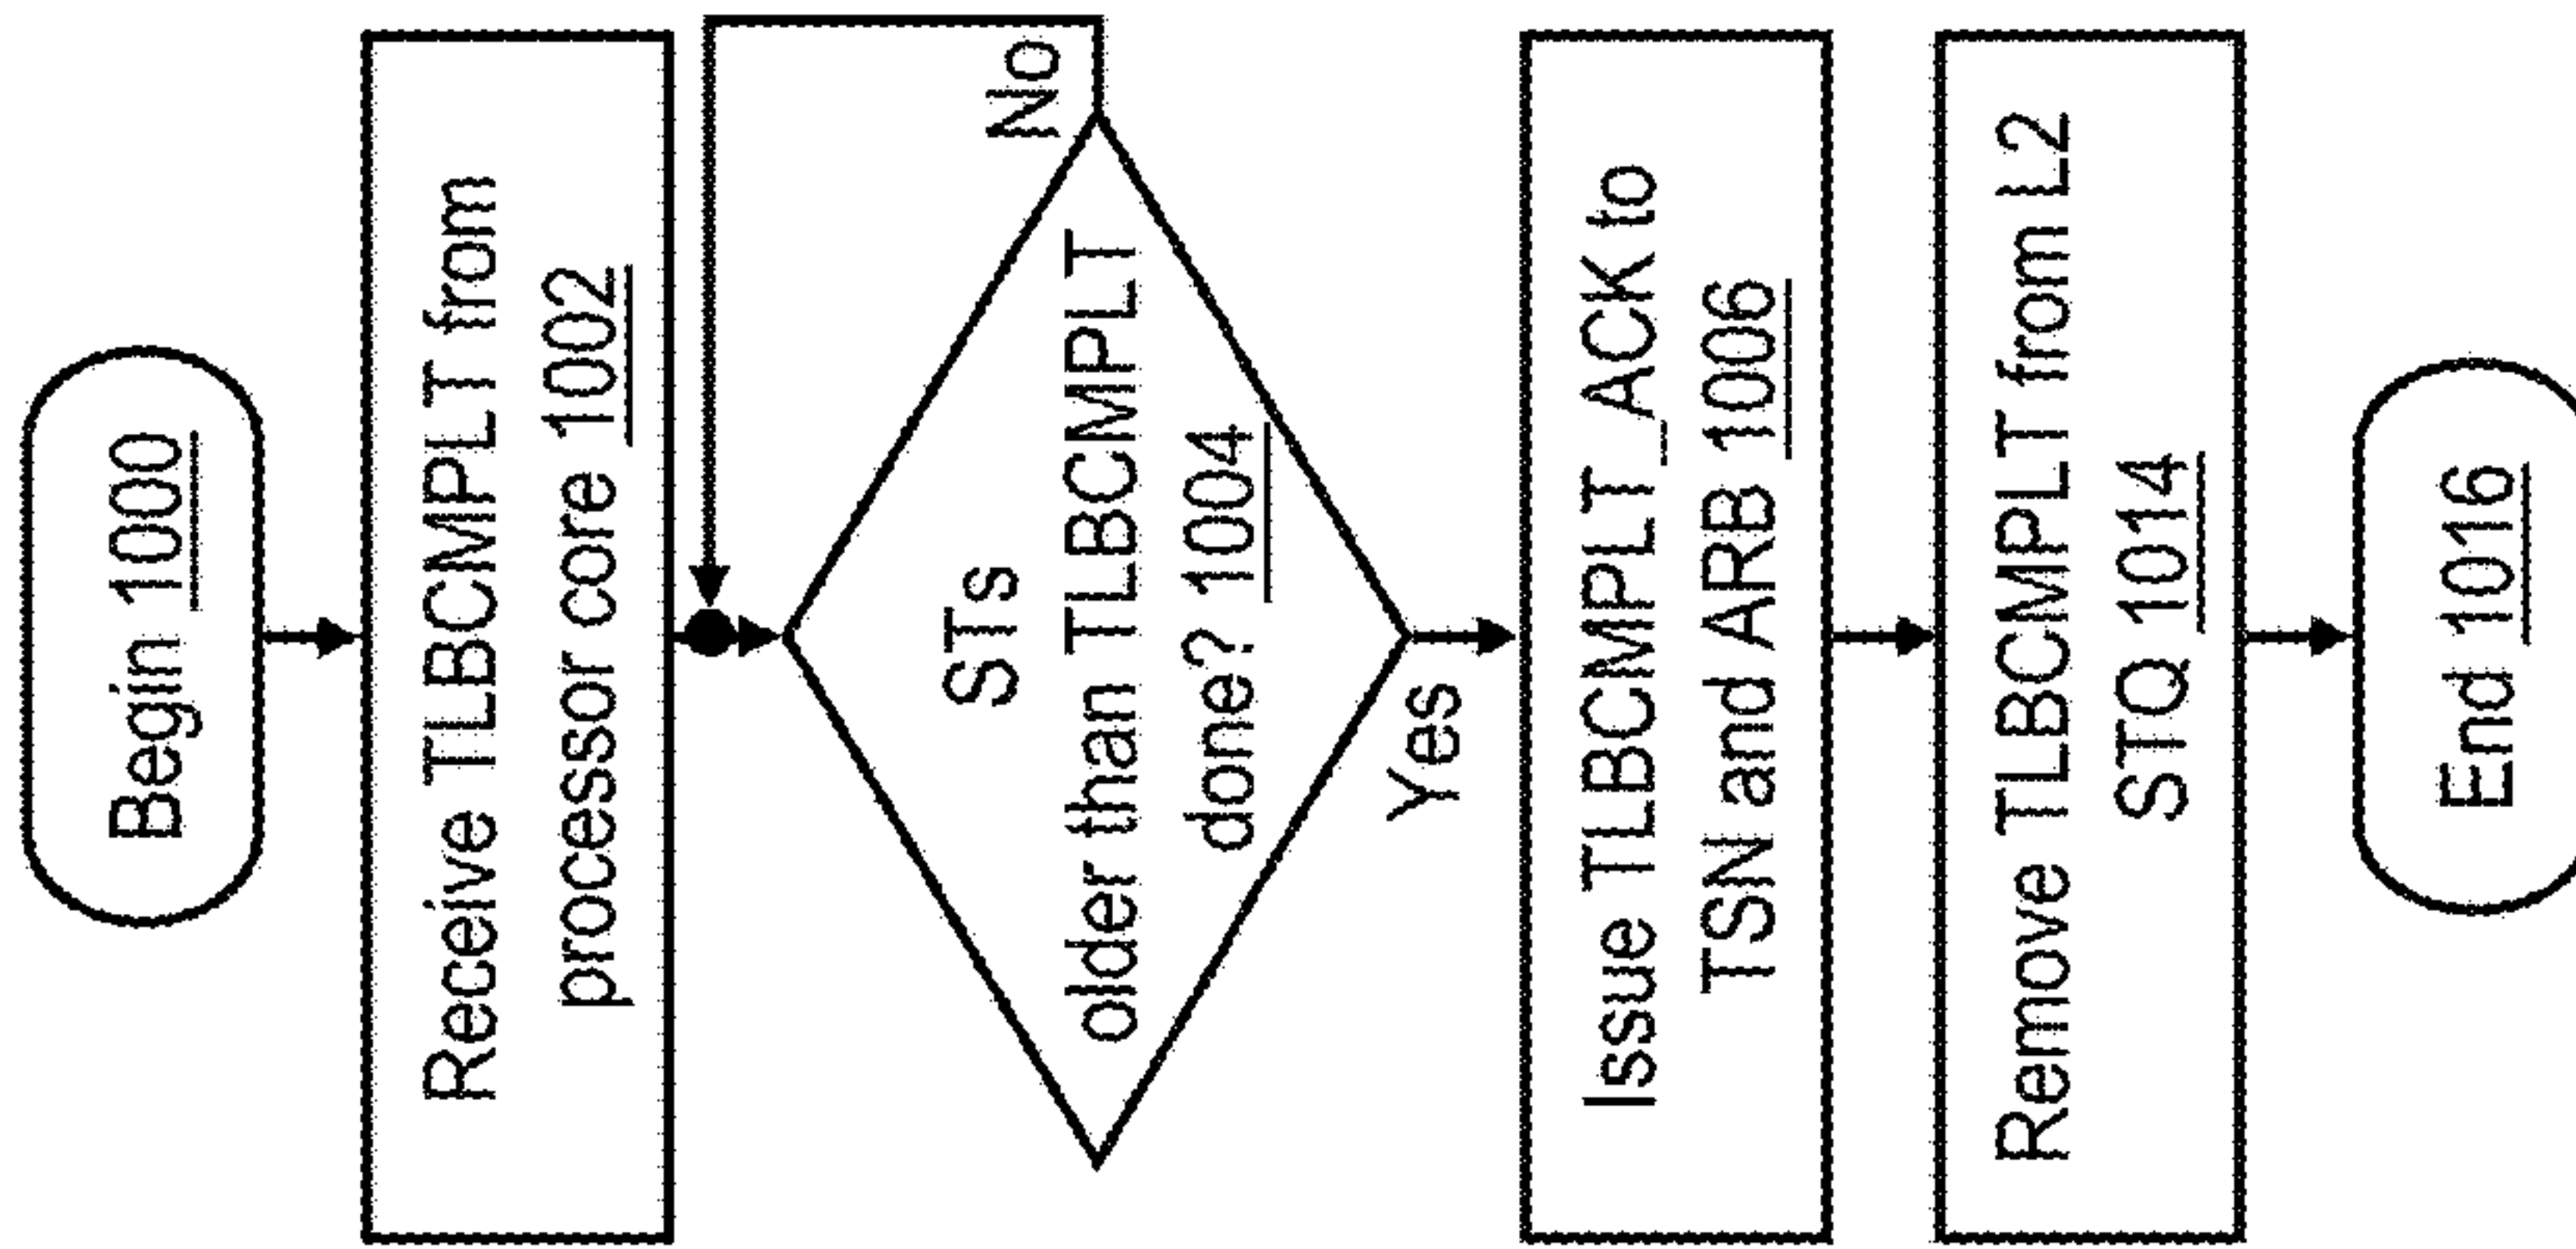 Begin 1000
Receive TLBCMPLT from
processor core 1002
STs
older than TLBCMPLT
done? 1004
No
Yes
Issue TLBCMPLT_ACK to
TSN and ARB 1006
Remove TLBCMPLT from L2
STQ 1014
End 1016